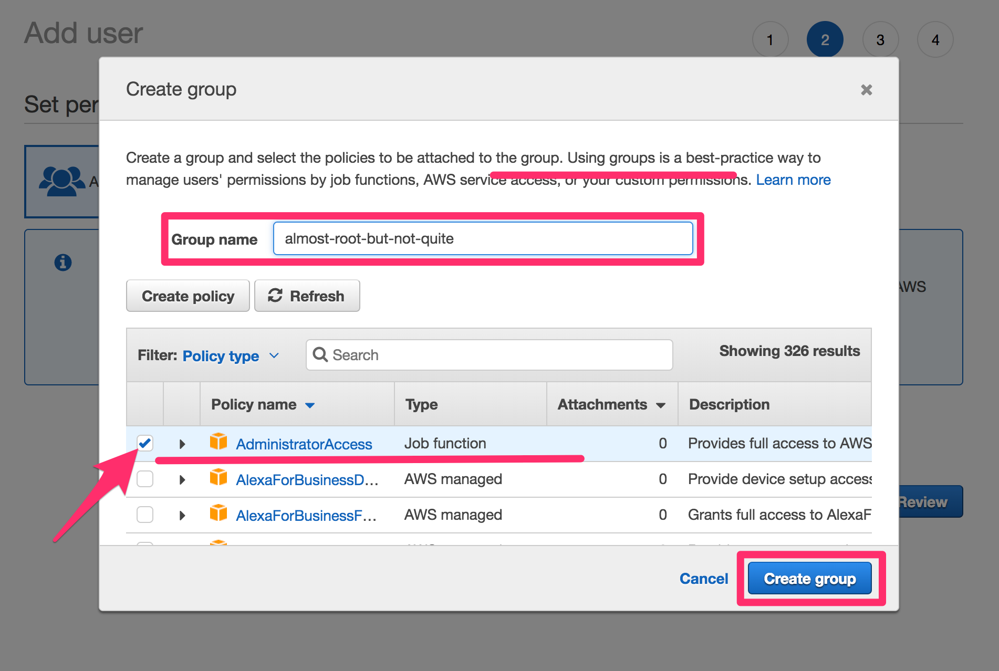 Add user
1 2 3 4
Create group
Set per
Create a group and select the policies to be attached to the group. Using groups is a best-practice way to
manage users' permissions by job functions, AWS service access, or your custom permissions. Learn more
A
Group name almost-root-but-not-quite
AWS
Create policy Refresh
Filter: Policy type Search Showing 326 results
Policy name Type Attachments Description
AdministratorAccess Job function 0 Provides full access to AWS
AlexaForBusinessD... AWS managed 0 Provide device setup access
Review
AlexaForBusinessF... AWS managed 0 Grants full access to AlexaF
Cancel Create group